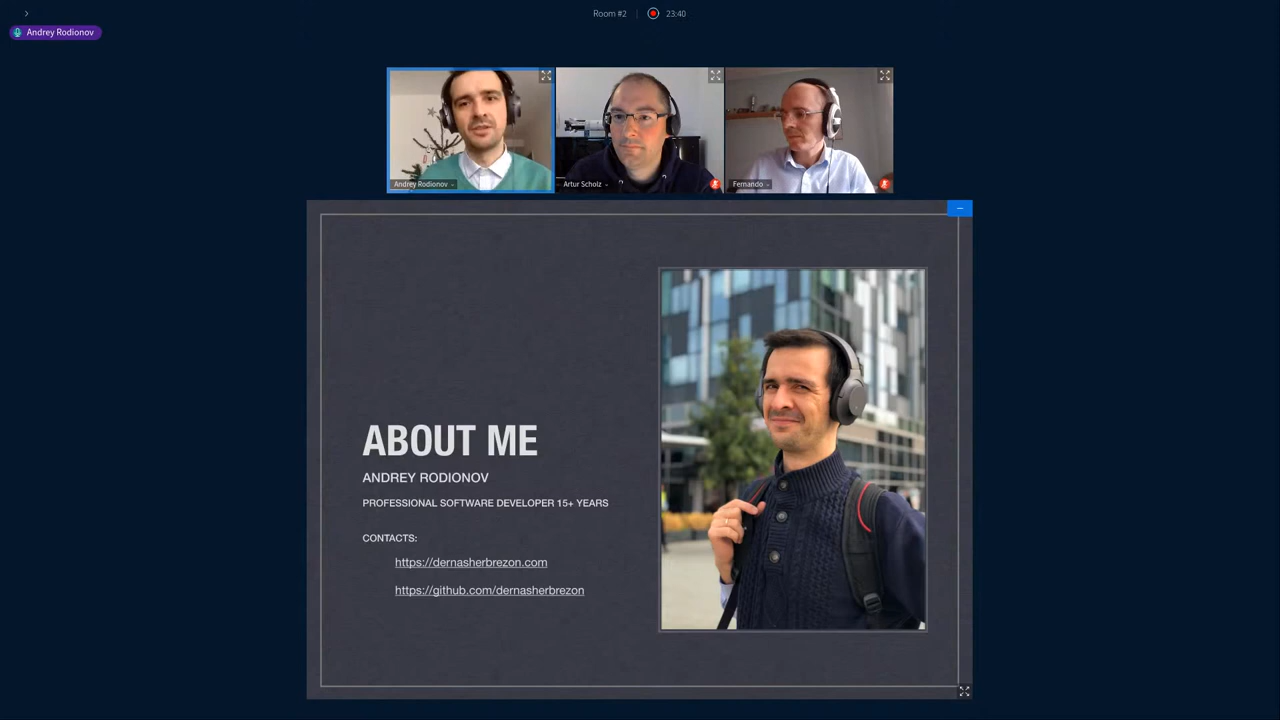 Room #2
23:40
Andrey Rodionov
Andrey Rodionov
Artur Scholz
Fernando
ABOUT ME
ANDREY RODIONOV
PROFESSIONAL SOFTWARE DEVELOPER 15+ YEARS
CONTACTS:
https://dernasherbrezon.com
https://github.com/dernasherbrezon